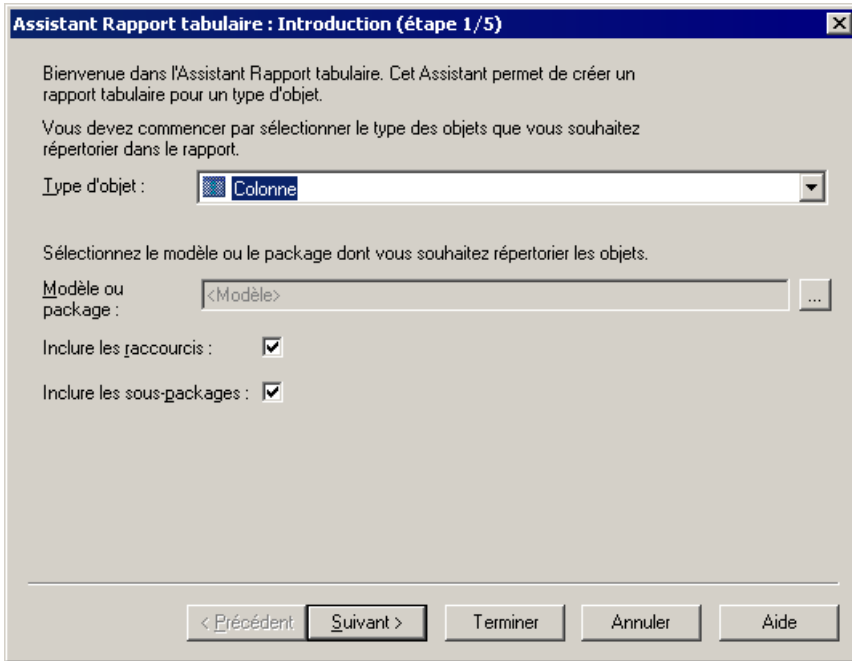 Assistant Rapport tabulaire : Introduction (étape 1/5)
Bienvenue dans l'Assistant Rapport tabulaire. Cet Assistant permet de créer un
rapport tabulaire pour un type d'objet.
Vous devez commencer par sélectionner le type des objets que vous souhaitez
répertorier dans le rapport.
Type d'objet :
Colonne
Sélectionnez le modèle ou le package dont vous souhaitez répertorier les objets.
Modèle ou
package :
<Modèle>
...
Inclure les raccourcis :
Inclure les sous-packages :
< Précédent
Suivant >
Terminer
Annuler
Aide